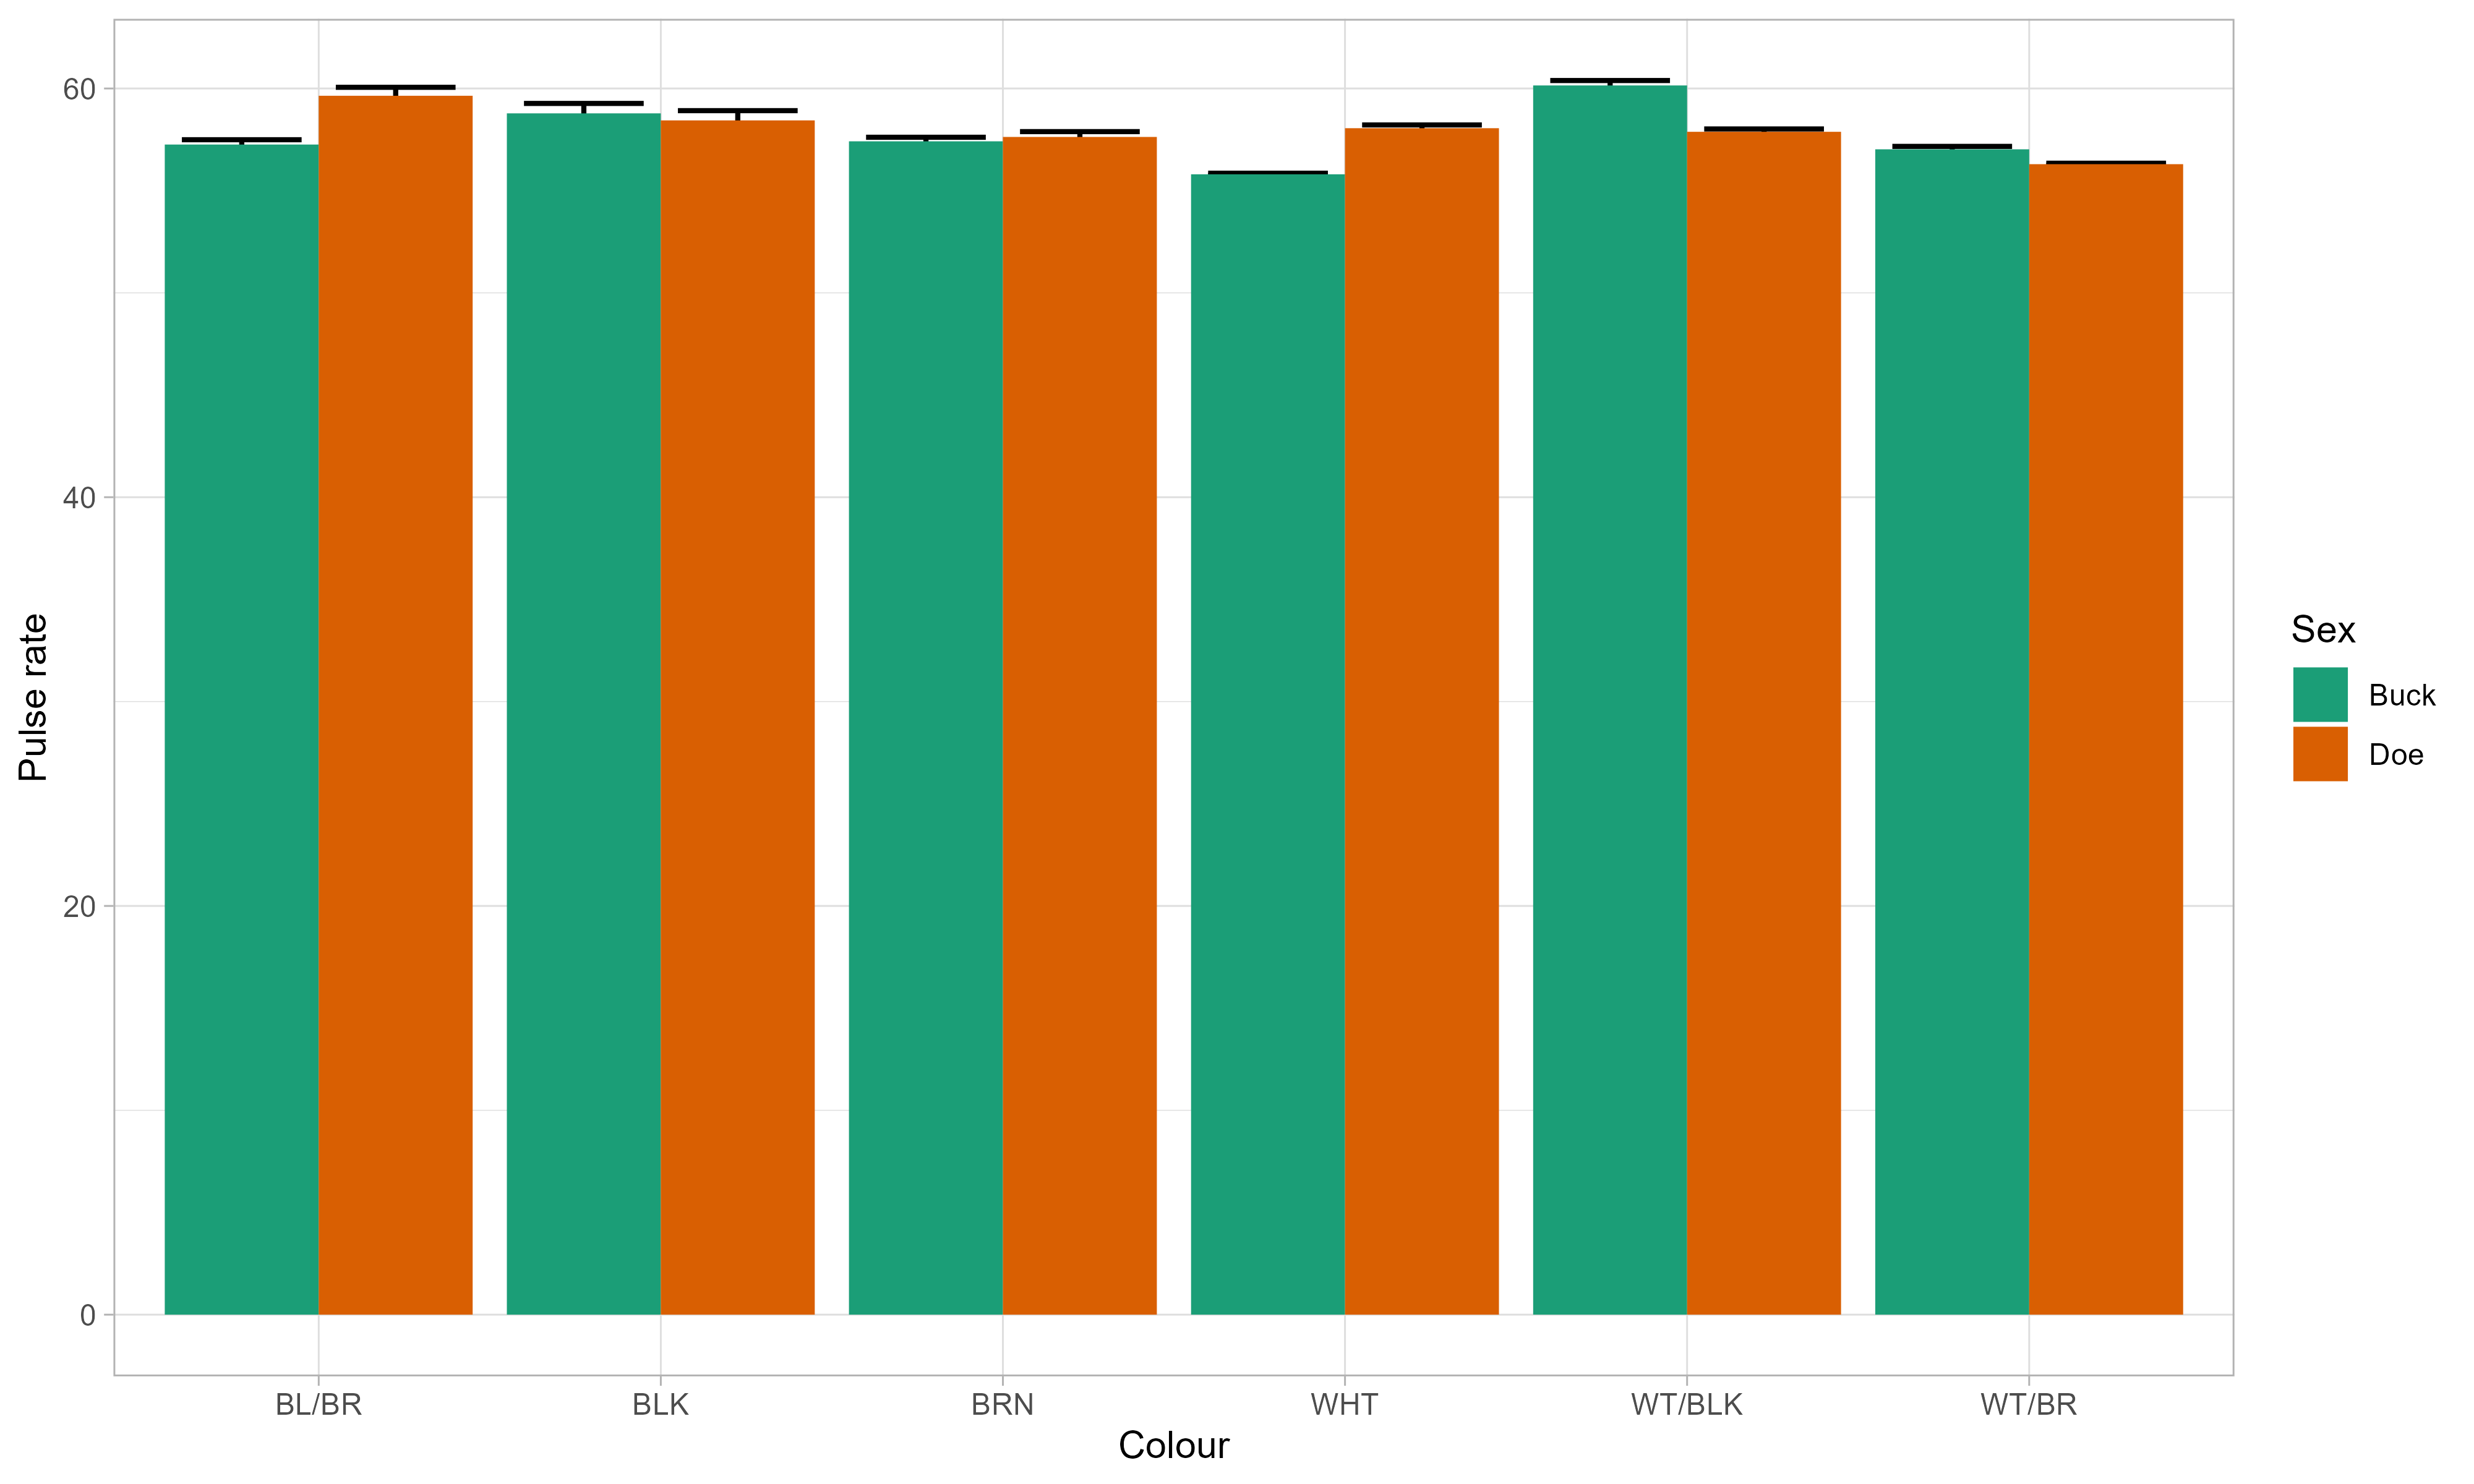 60
40
20
0
Pulse rate
BL/BR
BLK
BRN
WHT
WT/BLK
WT/BR
Colour
Sex
Buck
Doe